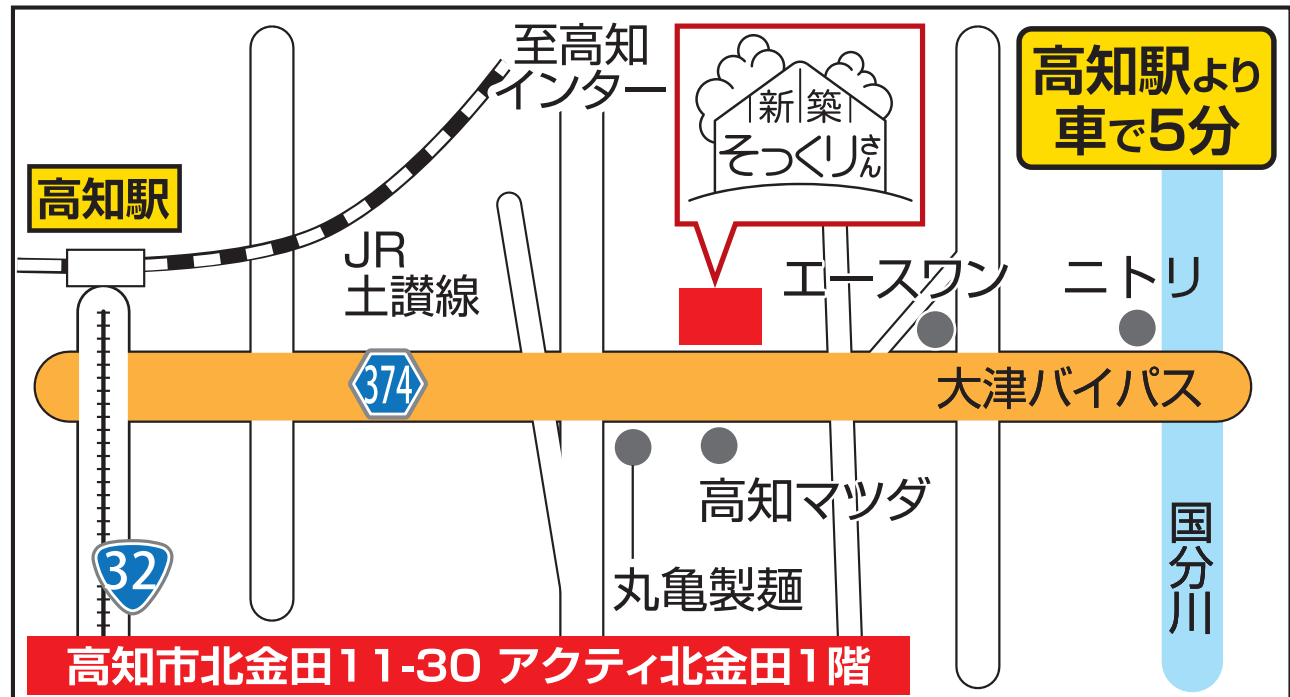 至高知
インター
新築
そっくりさん
高知駅より
車で5分
高知駅
JR
土讃線
エースワン
ニトリ
374
大津バイパス
高知マツダ
丸亀製麺
国分川
32
高知市北金田11-30 アクティ北金田1階